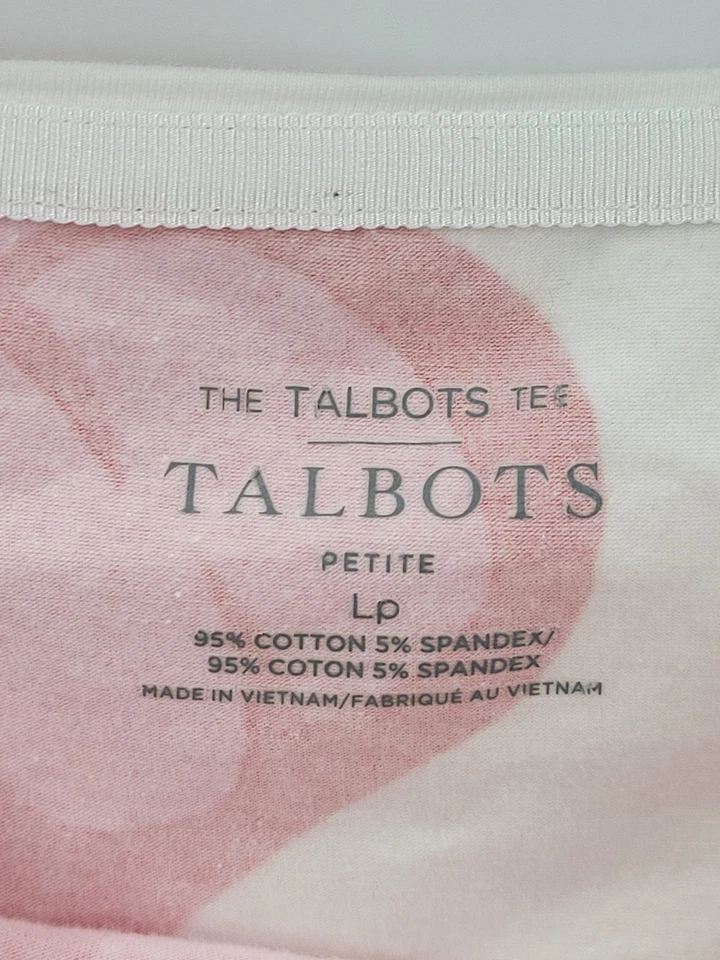 THE TALBOTS TEE
TALBOTS
PETITE
Lp
95% COTTON 5% SPANDEX/
95% COTON 5% SPANDEX
MADE IN VIETNAM/FABRIQUÉ AU VIETNAM